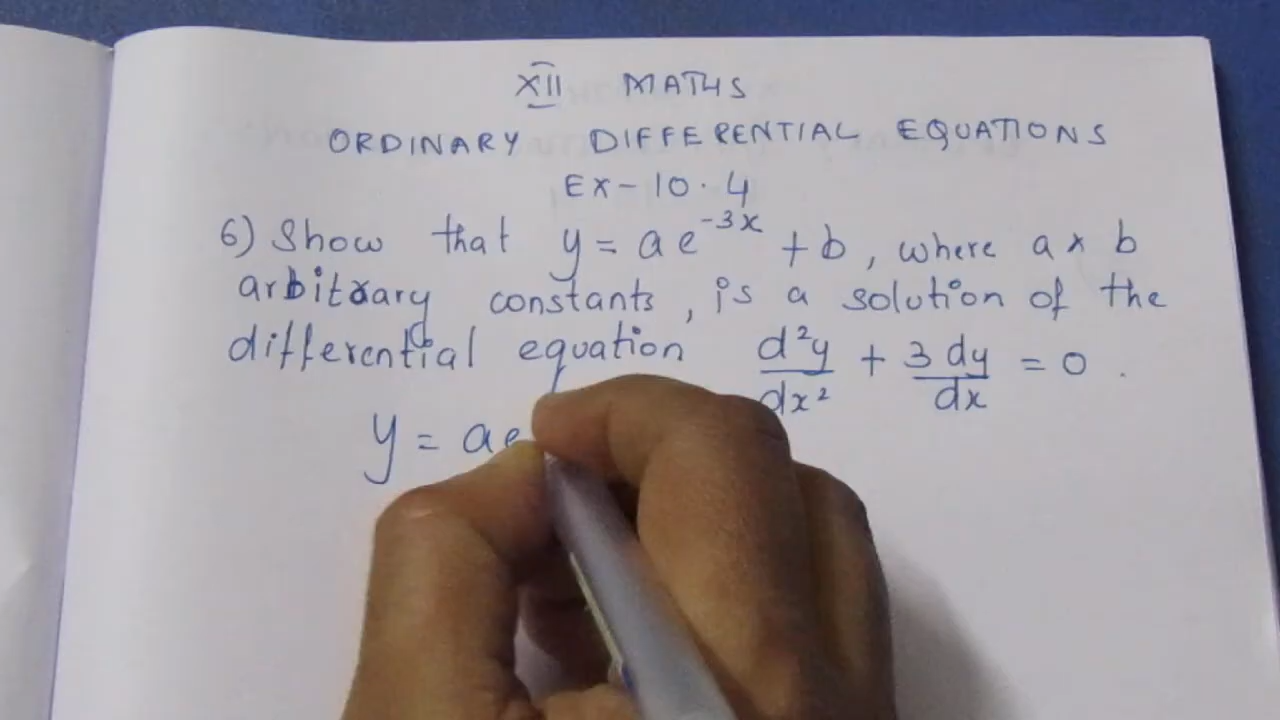 XII MATHS
ORDINARY DIFFERENTIAL EQUATIONS
EX-10.4
6) Show that y = ae^{-3x} + b, where a & b
arbitrary constants, is a solution of the
differential equation d²y/dx² + 3 dy/dx = 0.
y = ae